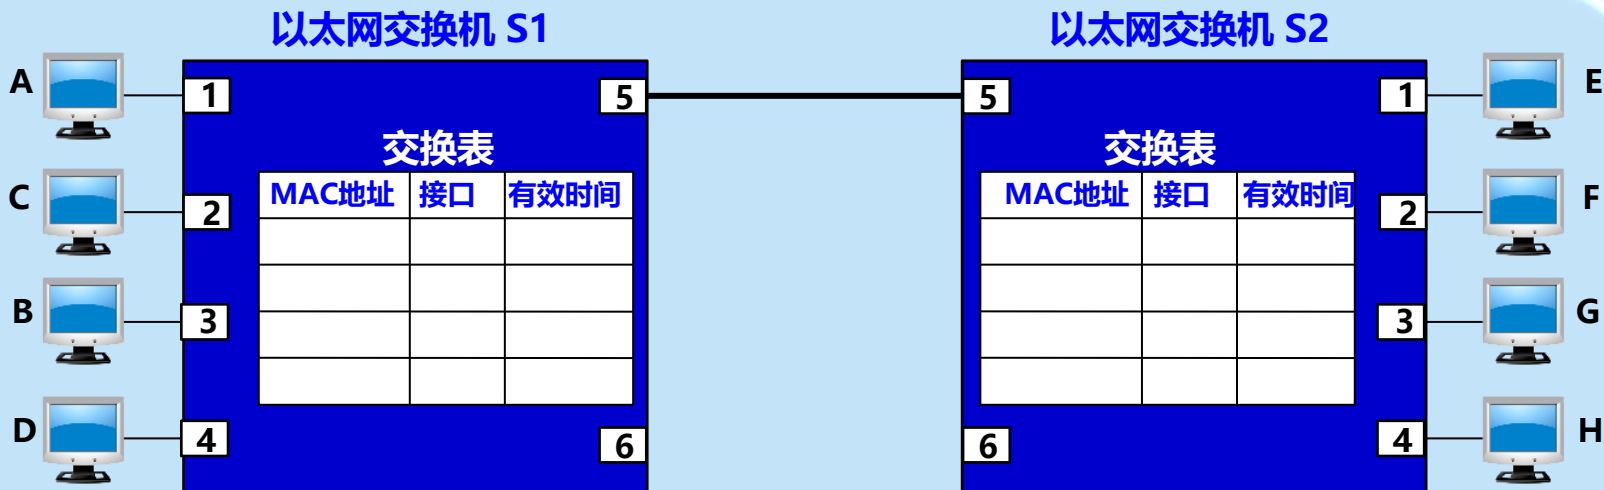 以太网交换机 S1
以太网交换机 S2
A
1
5
5
1
E
交换表
交换表
MAC地址 接口 有效时间
MAC地址 接口 有效时间
C
2
2
F
B
3
3
G
D
4
6
6
4
H